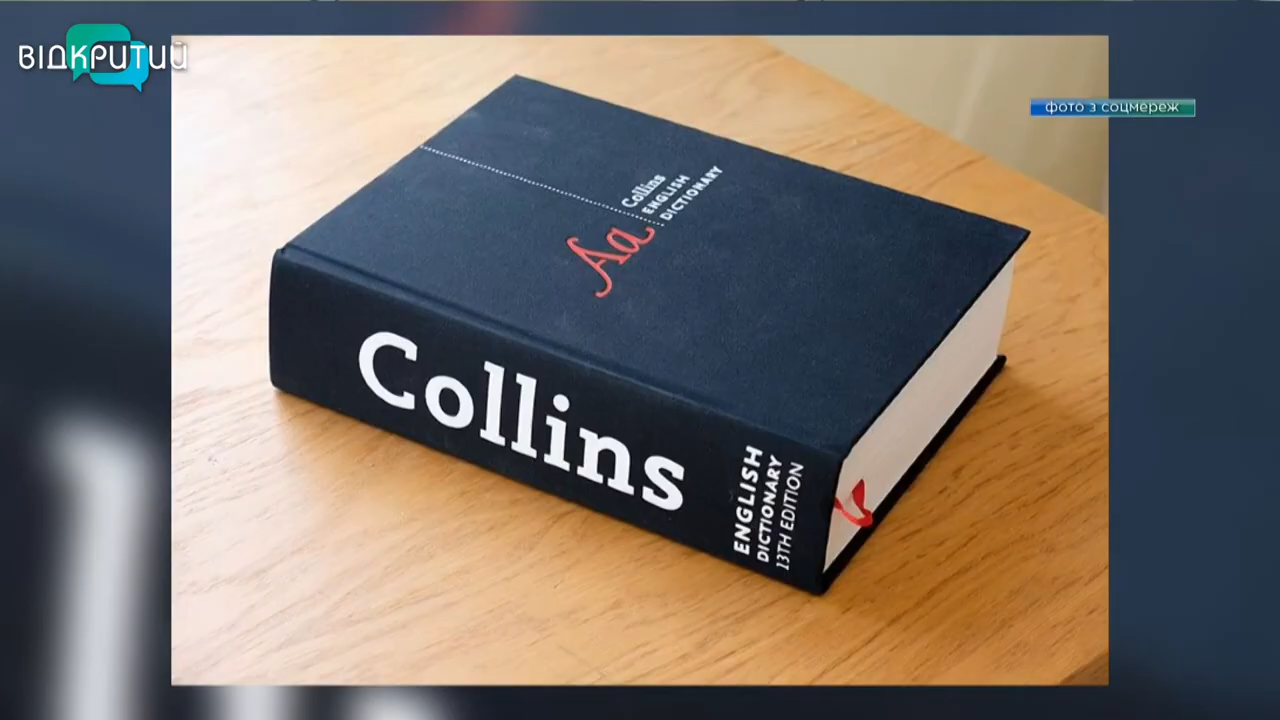 ВІДКРИТИЙ
фото з соцмереж
Collins
ENGLISH
DICTIONARY
Aa
Collins
ENGLISH
DICTIONARY
13TH EDITION